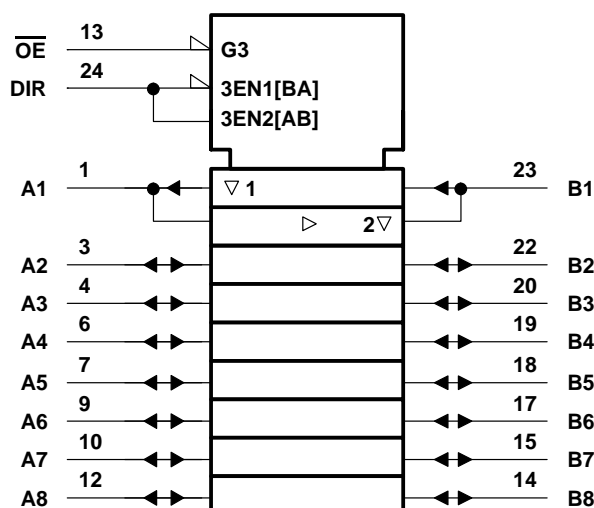 OE 13 G3
DIR 24 3EN1[BA]
3EN2[AB]
A1 1 ▽ 1 23 B1
▷ 2▽
A2 3 22 B2
A3 4 20 B3
A4 6 19 B4
A5 7 18 B5
A6 9 17 B6
A7 10 15 B7
A8 12 14 B8